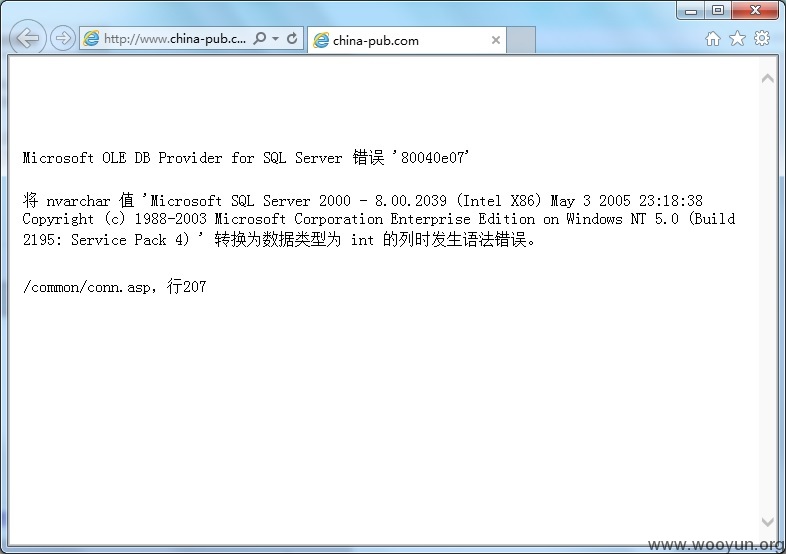 http://www.china-pub.c...
china-pub.com
Microsoft OLE DB Provider for SQL Server 错误 '80040e07'
将 nvarchar 值 'Microsoft SQL Server 2000 - 8.00.2039 (Intel X86) May 3 2005 23:18:38
Copyright (c) 1988-2003 Microsoft Corporation Enterprise Edition on Windows NT 5.0 (Build
2195: Service Pack 4) ' 转换为数据类型为 int 的列时发生语法错误。
/common/conn.asp，行207
www.wooyun.org